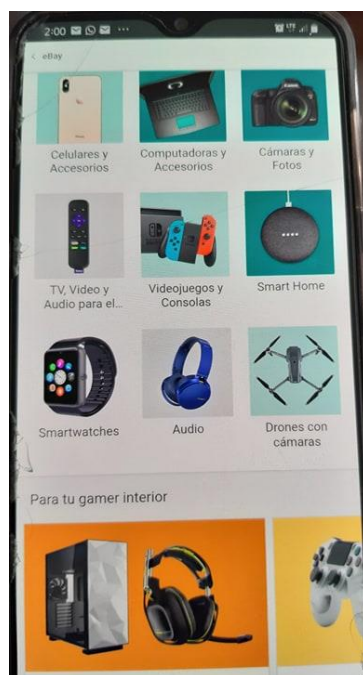 2:00
LTE
< eBay
Celulares y
Accesorios
Computadoras y
Accesorios
Cámaras y
Fotos
TV, Video y
Audio para el...
Videojuegos y
Consolas
Smart Home
Smartwatches
Audio
Drones con
cámaras
Para tu gamer interior